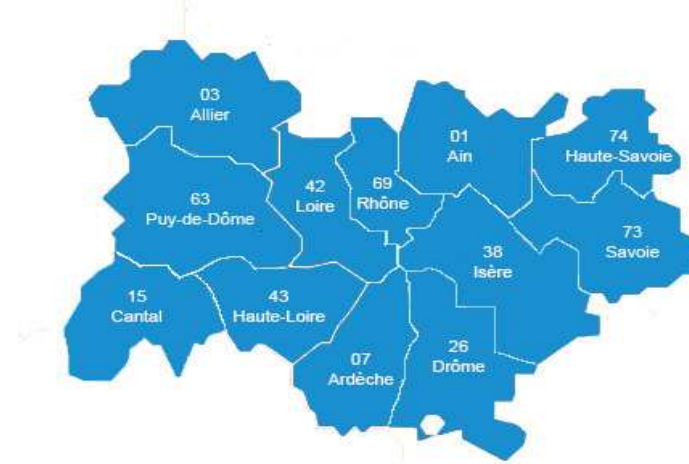 03
Allier
01
Ain
74
Haute-Savoie
63
Puy-de-Dôme
42
Loire
69
Rhône
38
Isère
73
Savoie
15
Cantal
43
Haute-Loire
07
Ardèche
26
Drôme